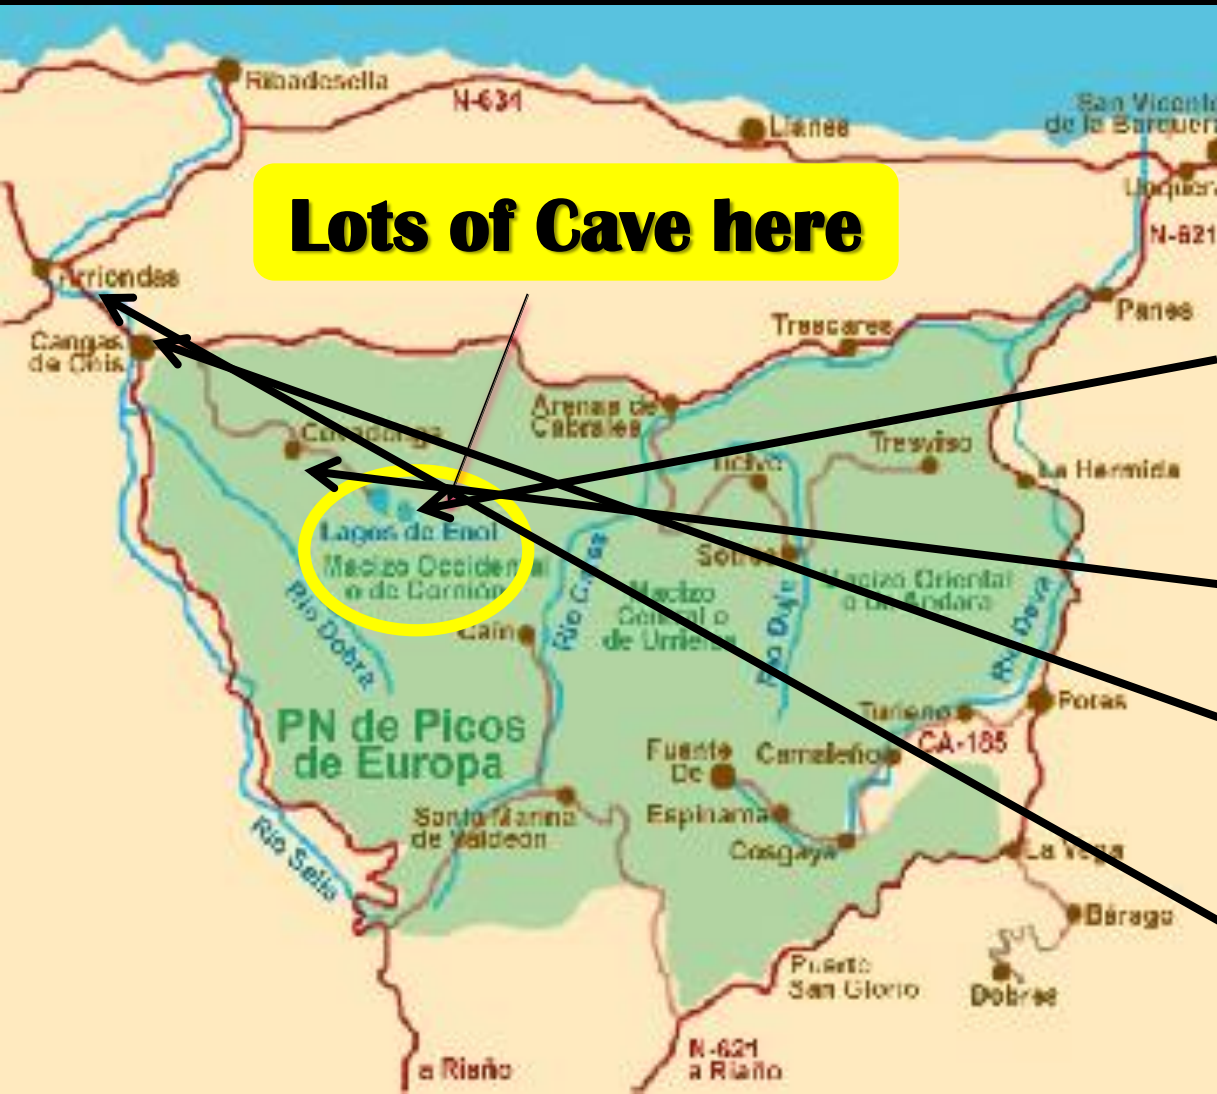 Ribadesella
N-634
Llanes
San Vicente
de la Barquera
Unquera
N-621
Lots of Cave here
Arriondas
Cangas
de Onís
Panes
Trescares
Arenas de
Cabrales
Covadonga
Tresviso
La Hermida
Lagos de Enol
Macizo Occidental
o de Cornión
Sotres
Macizo
Central o
de Urrieles
Macizo Oriental
o de Andara
Río Dobra
Río Cares
Río Duje
Río Deva
Caín
PN de Picos
de Europa
Turieno
Potes
CA-185
Fuente
De
Camaleño
Espinama
Cosgaya
Santa Marina
de Valdeón
Río Sella
La Vega
Bárago
Dobres
Puerto
San Glorio
a Riaño
N-621
a Riaño